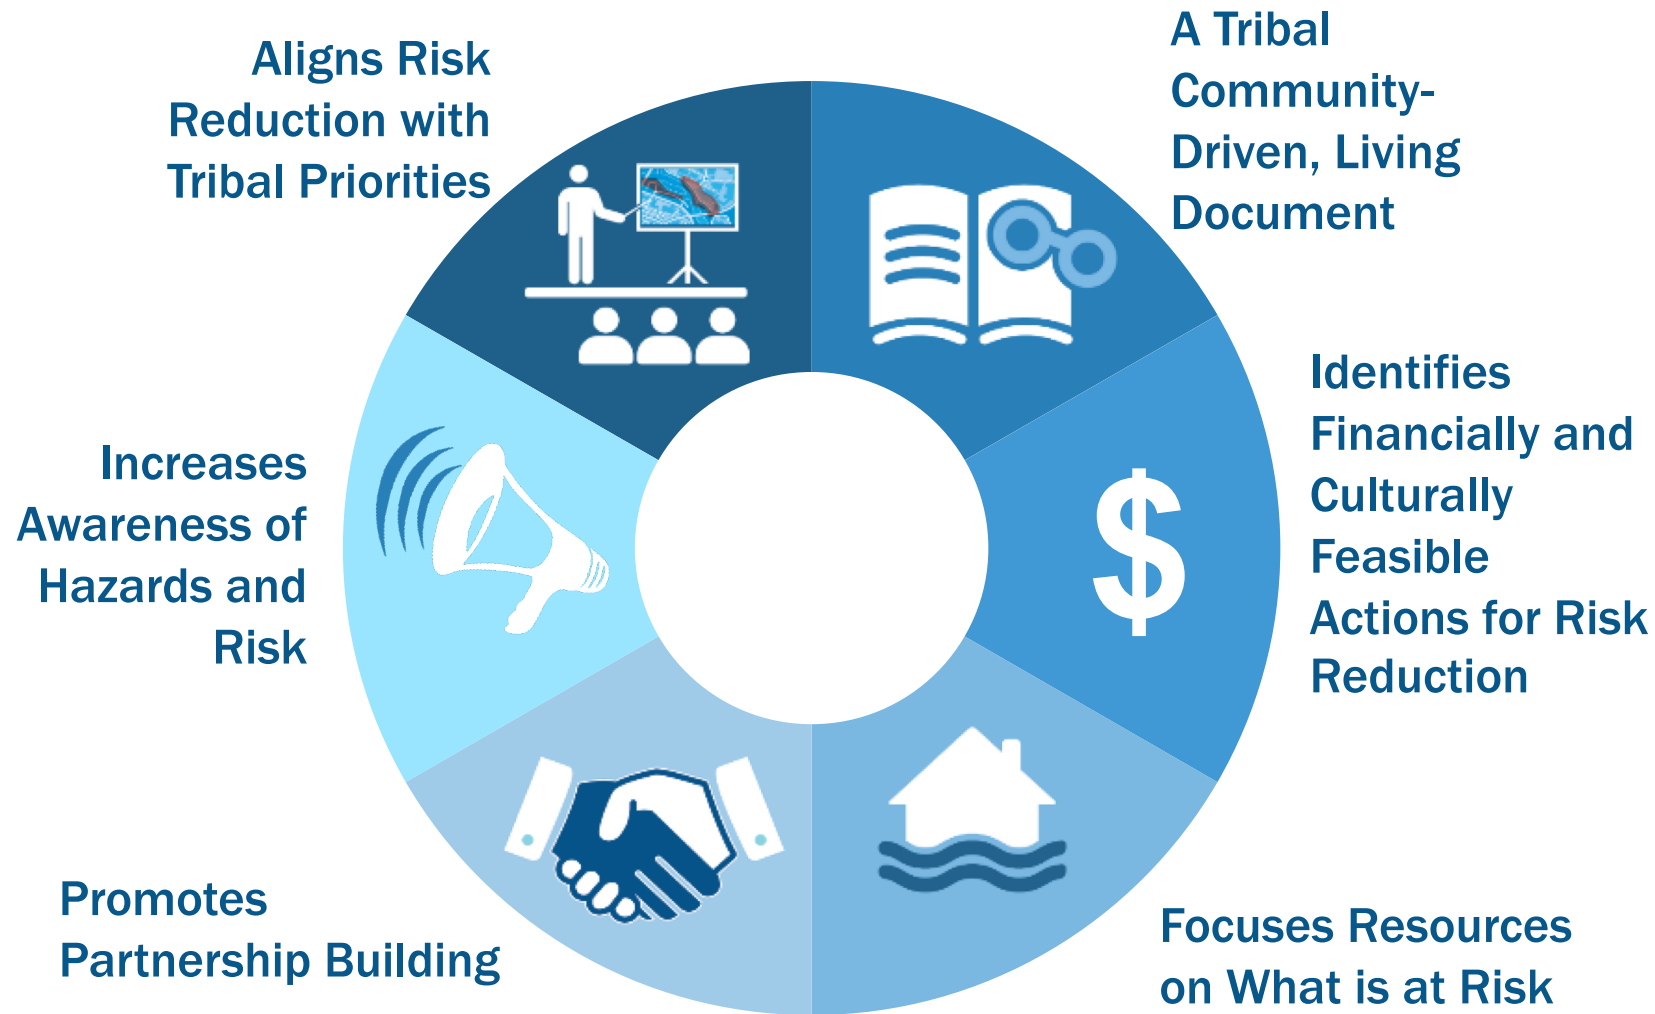 Aligns Risk
Reduction with
Tribal Priorities
A Tribal
Community-
Driven, Living
Document
Identifies
Financially and
Culturally
Feasible
Actions for Risk
Reduction
$
Increases
Awareness of
Hazards and
Risk
Promotes
Partnership Building
Focuses Resources
on What is at Risk